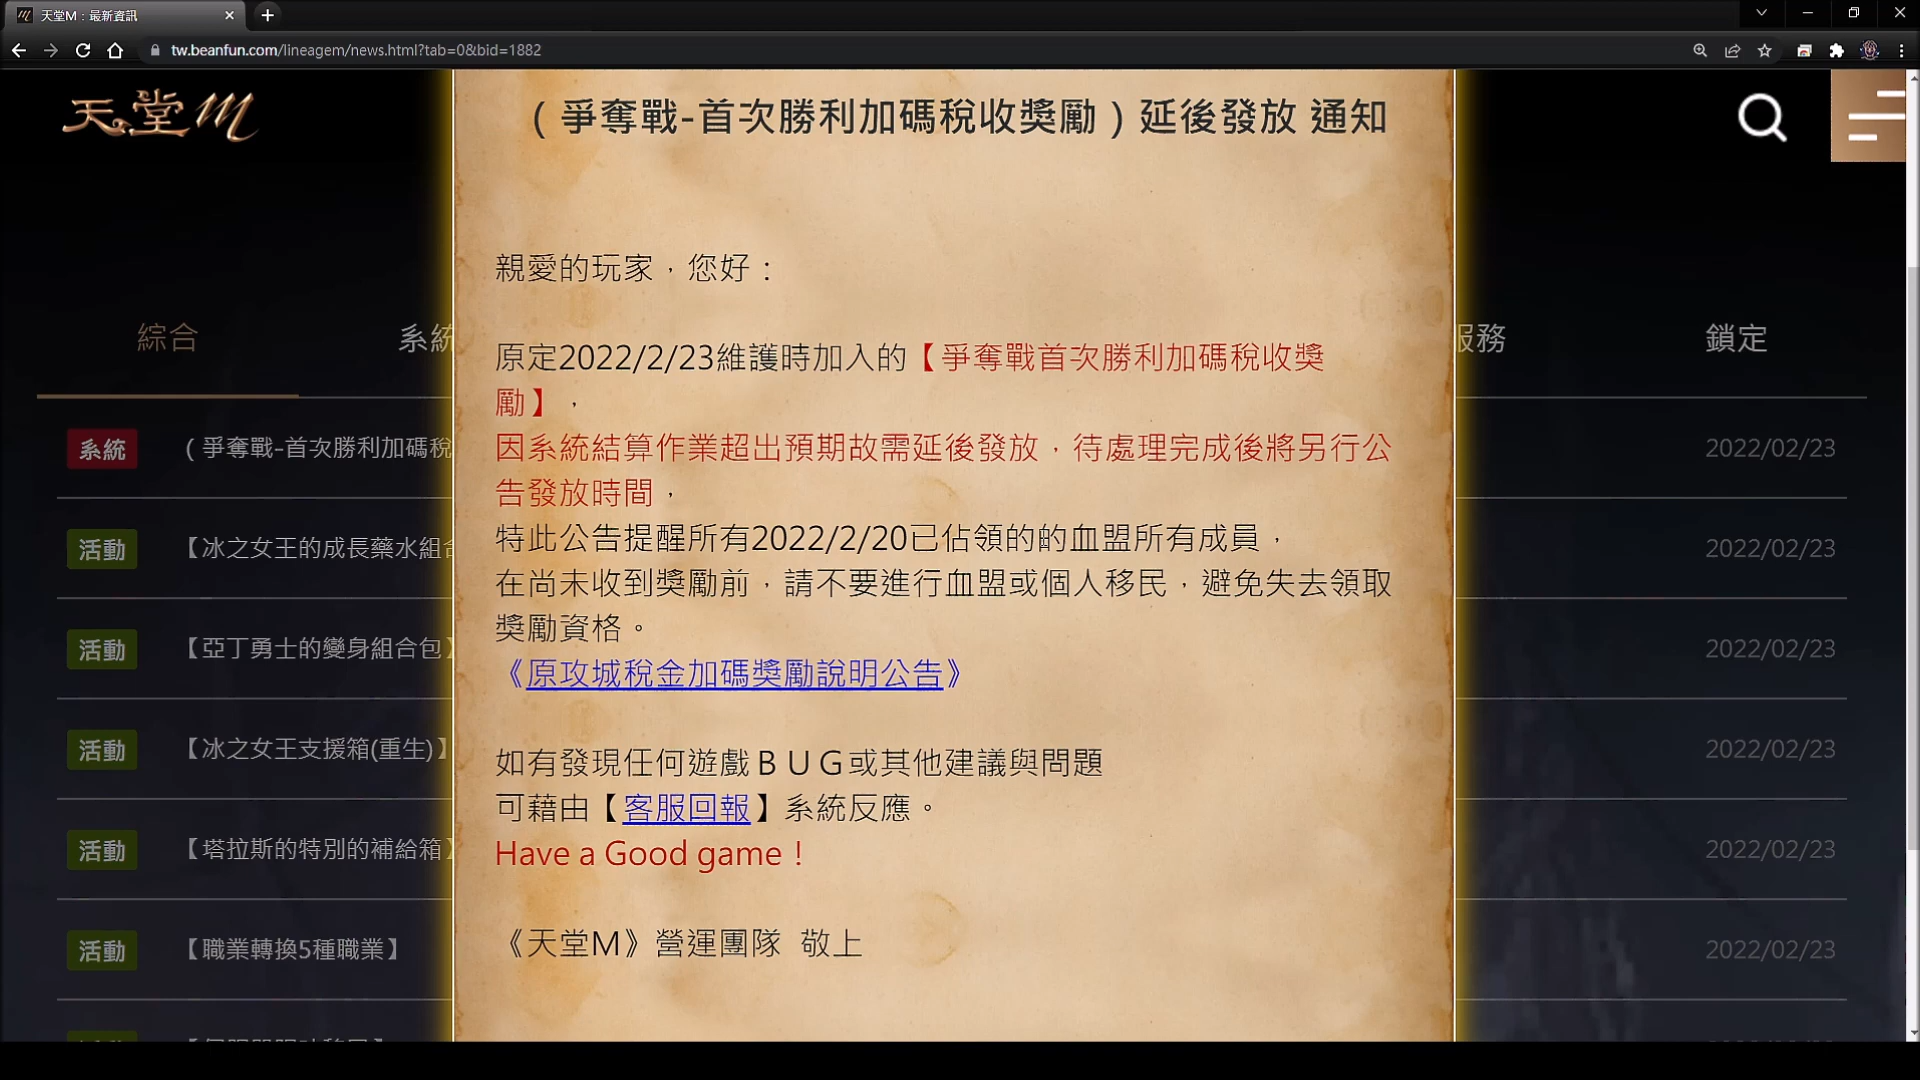 天堂M：最新資訊
tw.beanfun.com/lineagem/news.html?tab=0&bid=1882
天堂M
（爭奪戰-首次勝利加碼稅收獎勵）延後發放 通知
親愛的玩家，您好：
原定2022/2/23維護時加入的【爭奪戰首次勝利加碼稅收獎
勵】，
因系統結算作業超出預期故需延後發放，待處理完成後將另行公
告發放時間，
特此公告提醒所有2022/2/20已佔領的的血盟所有成員，
在尚未收到獎勵前，請不要進行血盟或個人移民，避免失去領取
獎勵資格。
《原攻城稅金加碼獎勵說明公告》
如有發現任何遊戲ＢＵＧ或其他建議與問題
可藉由【客服回報】系統反應。
Have a Good game！
《天堂M》營運團隊 敬上
綜合 系統 服務 鎖定
系統 （爭奪戰-首次勝利加碼稅 2022/02/23
活動 【冰之女王的成長藥水組合 2022/02/23
活動 【亞丁勇士的變身組合包】 2022/02/23
活動 【冰之女王支援箱(重生)】 2022/02/23
活動 【塔拉斯的特別的補給箱】 2022/02/23
活動 【職業轉換5種職業】 2022/02/23